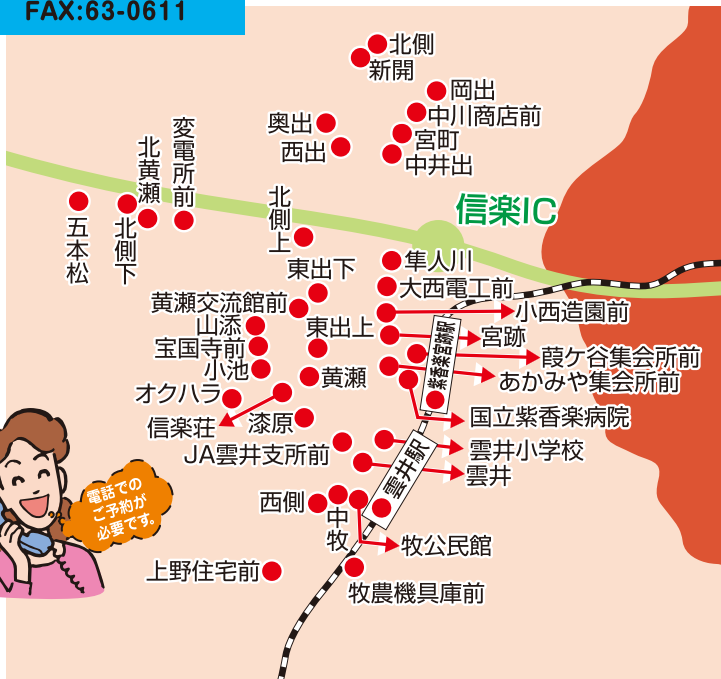 FAX:63-0611
北側
新開
岡出
中川商店前
宮町
中井出
奥出
西出
変電所前
北黄瀬
五本松
北側下
北側上
信楽IC
隼人川
大西電工前
東出下
黄瀬交流館前
小西造園前
山添
東出上
宮跡
紫香楽宮跡駅
宝国寺前
葭ケ谷集会所前
小池
黄瀬
あかみや集会所前
オクハラ
信楽荘
漆原
国立紫香楽病院
JA雲井支所前
雲井小学校
雲井駅
雲井
電話での
ご予約が
必要です。
西側
中牧
牧公民館
上野住宅前
牧農機具庫前